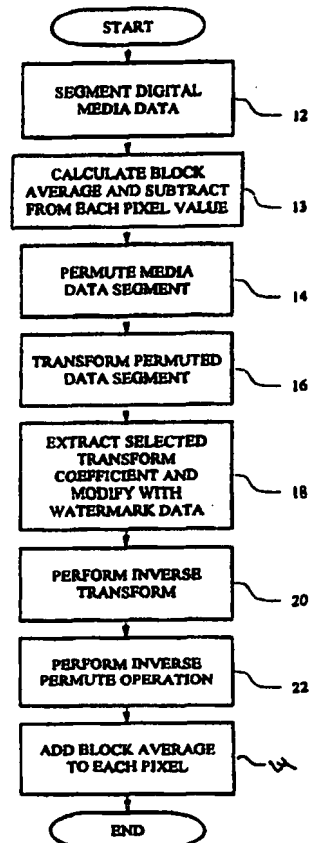 START
SEGMENT DIGITAL
MEDIA DATA
12
CALCULATE BLOCK
AVERAGE AND SUBTRACT
FROM EACH PIXEL VALUE
13
PERMUTE MEDIA
DATA SEGMENT
14
TRANSFORM PERMUTED
DATA SEGMENT
16
EXTRACT SELECTED
TRANSFORM
COEFFICIENT AND
MODIFY WITH
WATERMARK DATA
18
PERFORM INVERSE
TRANSFORM
20
PERFORM INVERSE
PERMUTE OPERATION
22
ADD BLOCK AVERAGE
TO EACH PIXEL
END